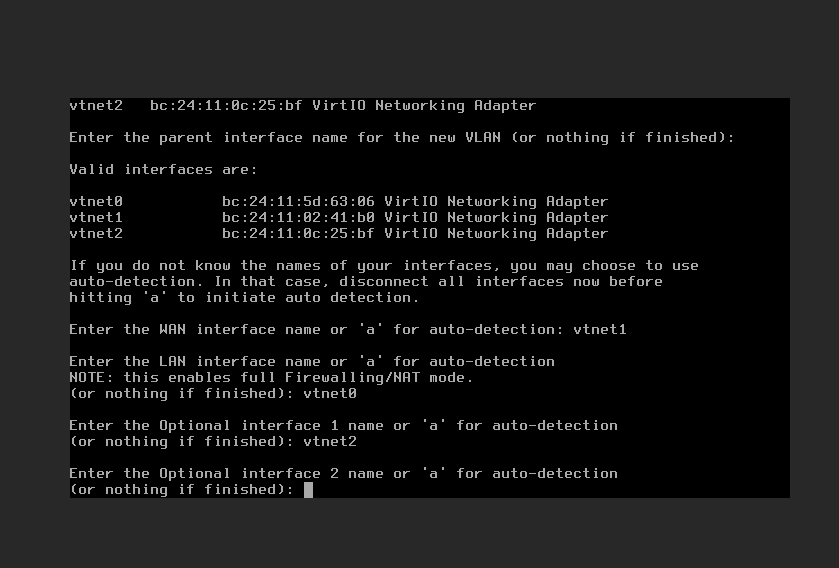 vtnet2   bc:24:11:0c:25:bf VirtIO Networking Adapter
Enter the parent interface name for the new VLAN (or nothing if finished):
Valid interfaces are:
vtnet0           bc:24:11:5d:63:06 VirtIO Networking Adapter
vtnet1           bc:24:11:02:41:b0 VirtIO Networking Adapter
vtnet2           bc:24:11:0c:25:bf VirtIO Networking Adapter
If you do not know the names of your interfaces, you may choose to use
auto-detection. In that case, disconnect all interfaces now before
hitting 'a' to initiate auto detection.
Enter the WAN interface name or 'a' for auto-detection: vtnet1
Enter the LAN interface name or 'a' for auto-detection
NOTE: this enables full Firewalling/NAT mode.
(or nothing if finished): vtnet0
Enter the Optional interface 1 name or 'a' for auto-detection
(or nothing if finished): vtnet2
Enter the Optional interface 2 name or 'a' for auto-detection
(or nothing if finished):